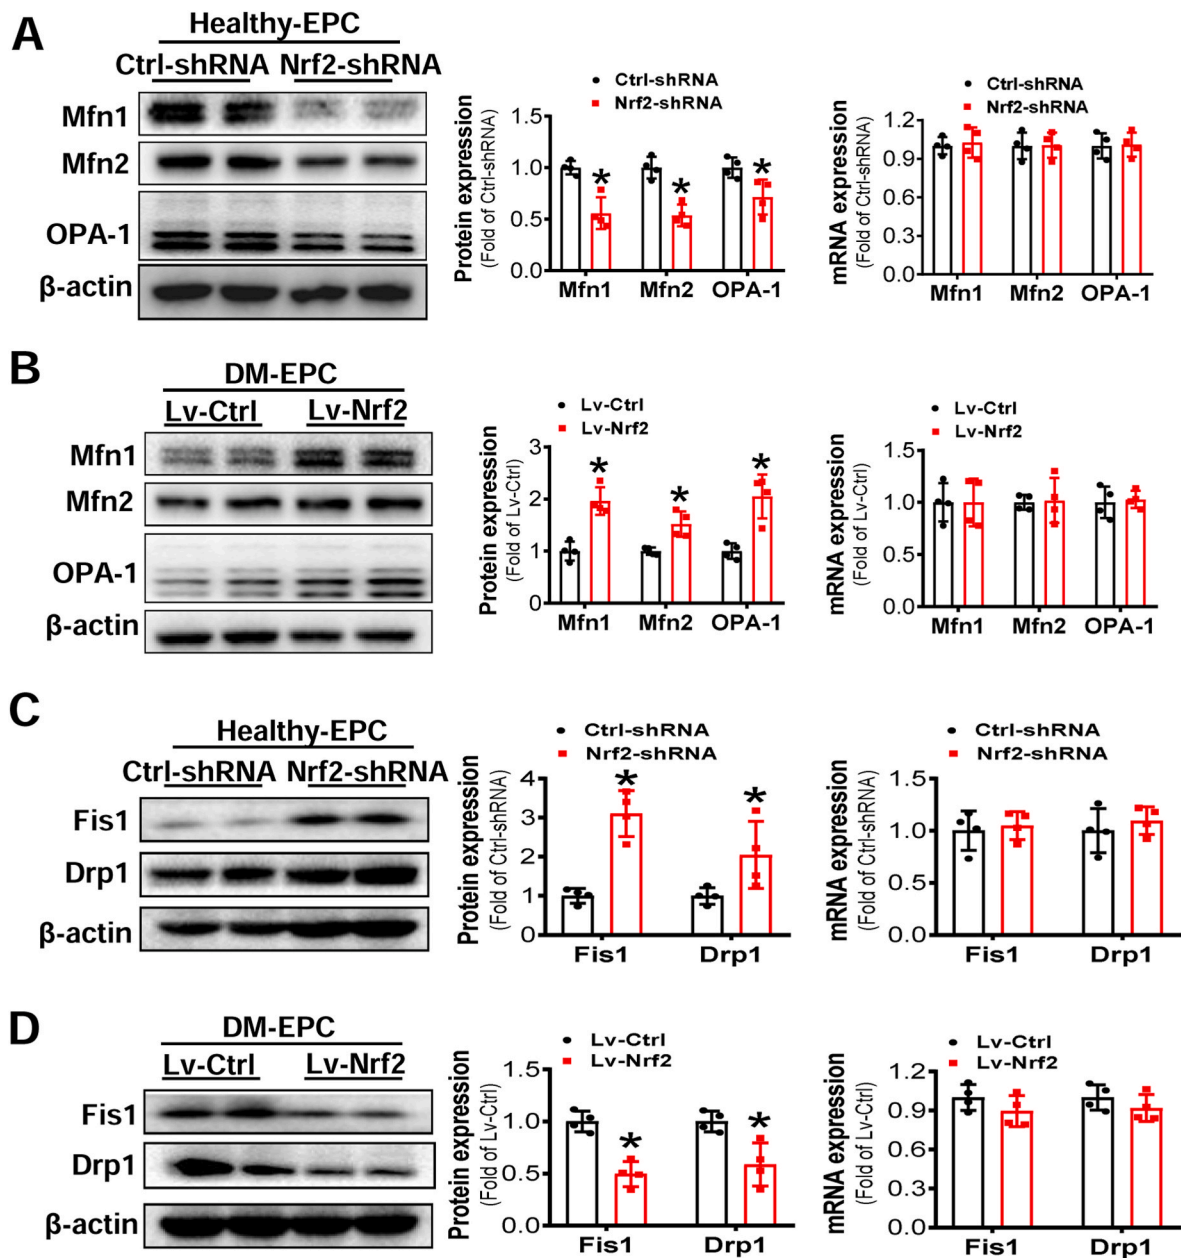 A
Healthy-EPC
Ctrl-shRNA Nrf2-shRNA
Mfn1
Mfn2
OPA-1
β-actin
Ctrl-shRNA
Nrf2-shRNA
Protein expression
(Fold of Ctrl-shRNA)
1.5
1.0
0.5
0.0
* * *
Mfn1 Mfn2 OPA-1
Ctrl-shRNA
Nrf2-shRNA
mRNA expression
(Fold of Ctrl-shRNA)
1.2
0.9
0.6
0.3
0.0
Mfn1 Mfn2 OPA-1
B
DM-EPC
Lv-Ctrl Lv-Nrf2
Mfn1
Mfn2
OPA-1
β-actin
Lv-Ctrl
Lv-Nrf2
Protein expression
(Fold of Lv-Ctrl)
3
2
1
0
* * *
Mfn1 Mfn2 OPA-1
Lv-Ctrl
Lv-Nrf2
mRNA expression
(Fold of Lv-Ctrl)
1.5
1.0
0.5
0.0
Mfn1 Mfn2 OPA-1
C
Healthy-EPC
Ctrl-shRNA Nrf2-shRNA
Fis1
Drp1
β-actin
Ctrl-shRNA
Nrf2-shRNA
Protein expression
(Fold of Ctrl-shRNA)
4
3
2
1
0
* *
Fis1 Drp1
Ctrl-shRNA
Nrf2-shRNA
mRNA expression
(Fold of Ctrl-shRNA)
1.5
1.0
0.5
0.0
Fis1 Drp1
D
DM-EPC
Lv-Ctrl Lv-Nrf2
Fis1
Drp1
β-actin
Lv-Ctrl
Lv-Nrf2
Protein expression
(Fold of Lv-Ctrl)
1.5
1.0
0.5
0.0
* *
Fis1 Drp1
Lv-Ctrl
Lv-Nrf2
mRNA expression
(Fold of Lv-Ctrl)
1.2
0.9
0.6
0.3
0.0
Fis1 Drp1